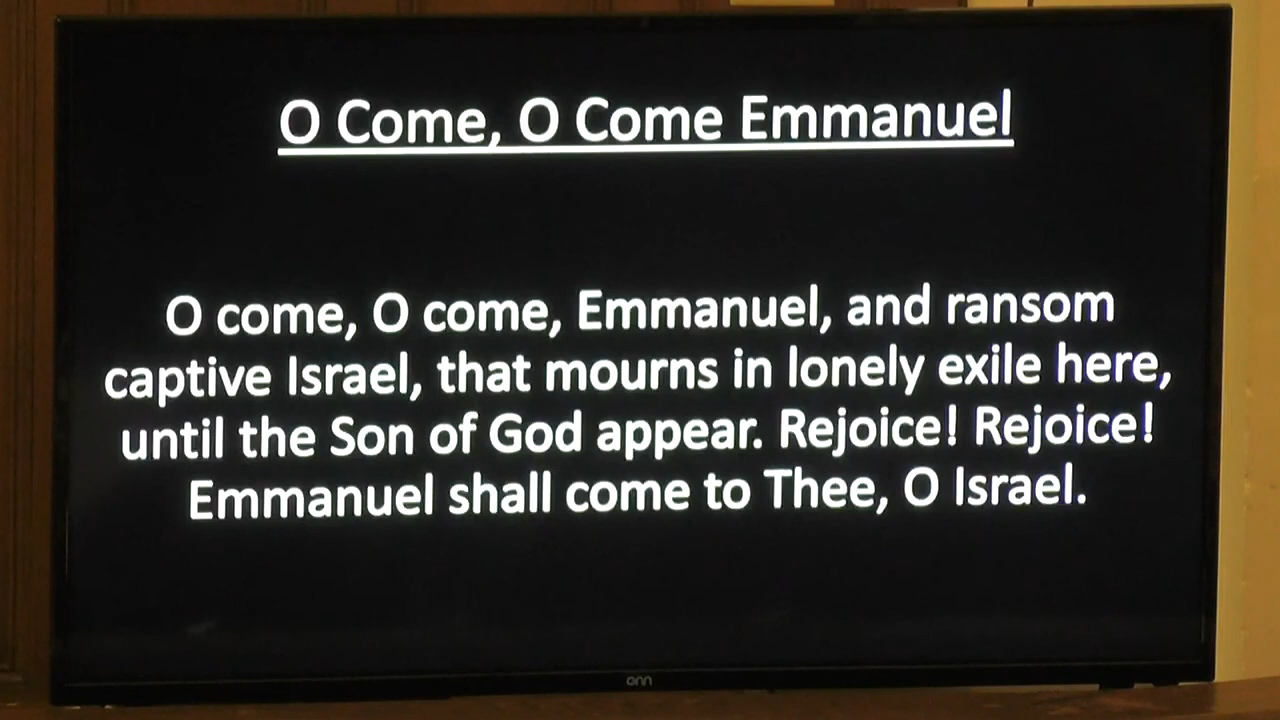 O Come, O Come Emmanuel
O come, O come, Emmanuel, and ransom
captive Israel, that mourns in lonely exile here,
until the Son of God appear. Rejoice! Rejoice!
Emmanuel shall come to Thee, O Israel.
onn